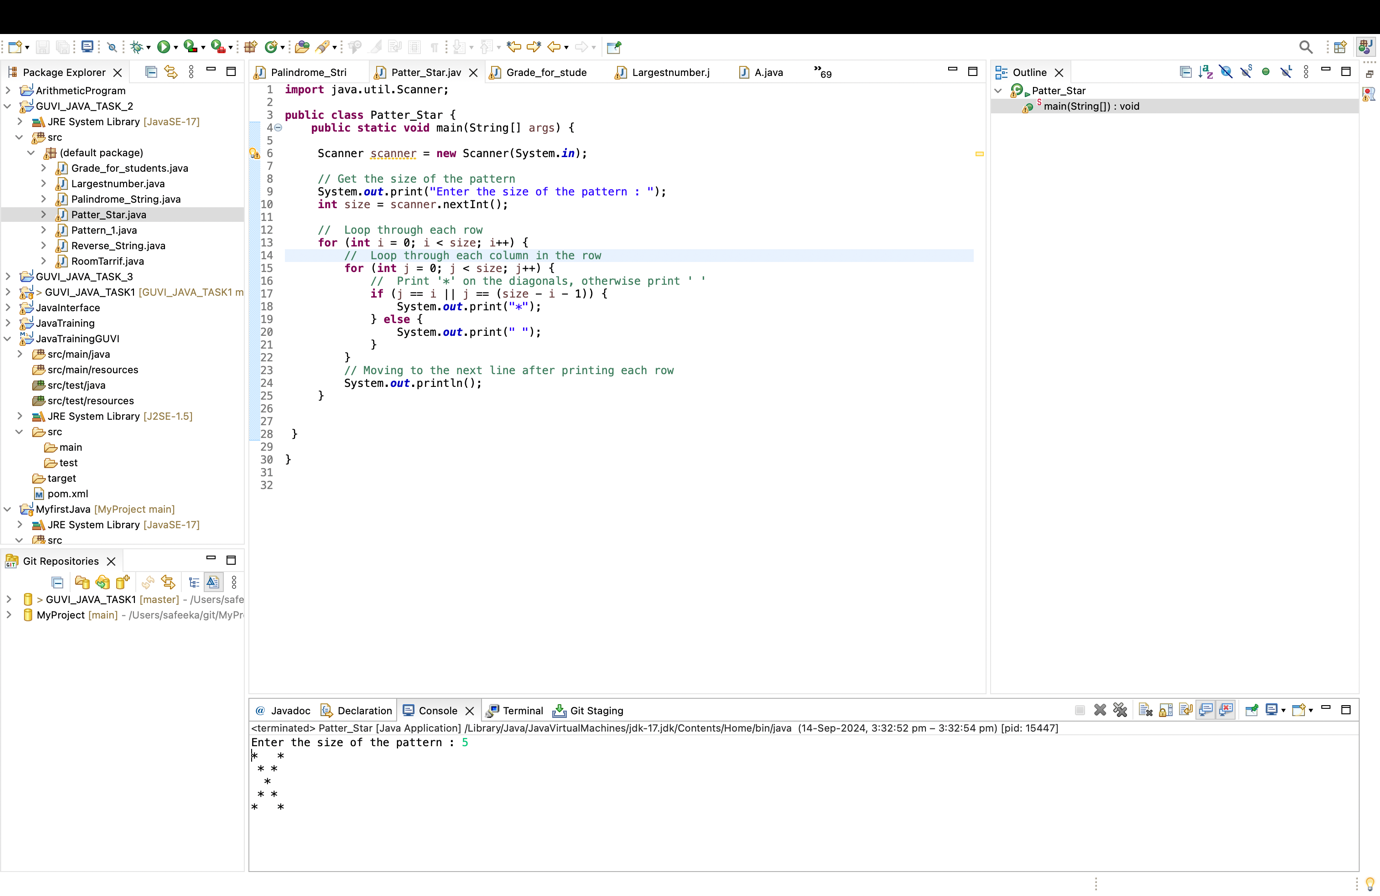 Package Explorer
ArithmeticProgram
GUVI_JAVA_TASK_2
JRE System Library [JavaSE-17]
src
(default package)
Grade_for_students.java
Largestnumber.java
Palindrome_String.java
Patter_Star.java
Pattern_1.java
Reverse_String.java
RoomTarrif.java
GUVI_JAVA_TASK_3
> GUVI_JAVA_TASK1 [GUVI_JAVA_TASK1 m
JavaInterface
JavaTraining
JavaTrainingGUVI
src/main/java
src/main/resources
src/test/java
src/test/resources
JRE System Library [J2SE-1.5]
src
main
test
target
pom.xml
MyfirstJava [MyProject main]
JRE System Library [JavaSE-17]
src
Git Repositories
> GUVI_JAVA_TASK1 [master] - /Users/safe
MyProject [main] - /Users/safeeka/git/MyPr
Palindrome_Stri
Patter_Star.jav
Grade_for_stude
Largestnumber.j
A.java
»69
1 import java.util.Scanner;
2
3 public class Patter_Star {
4 public static void main(String[] args) {
5
6 Scanner scanner = new Scanner(System.in);
7
8 // Get the size of the pattern
9 System.out.print("Enter the size of the pattern : ");
10 int size = scanner.nextInt();
11
12 //  Loop through each row
13 for (int i = 0; i < size; i++) {
14 //  Loop through each column in the row
15 for (int j = 0; j < size; j++) {
16 //  Print '*' on the diagonals, otherwise print ' '
17 if (j == i || j == (size - i - 1)) {
18 System.out.print("*");
19 } else {
20 System.out.print(" ");
21 }
22 }
23 // Moving to the next line after printing each row
24 System.out.println();
25 }
26
27
28 }
29
30 }
31
32
Outline
Patter_Star
main(String[]) : void
Javadoc
Declaration
Console
Terminal
Git Staging
<terminated> Patter_Star [Java Application] /Library/Java/JavaVirtualMachines/jdk-17.jdk/Contents/Home/bin/java (14-Sep-2024, 3:32:52 pm – 3:32:54 pm) [pid: 15447]
Enter the size of the pattern : 5
*   *
 * *
  *
 * *
*   *